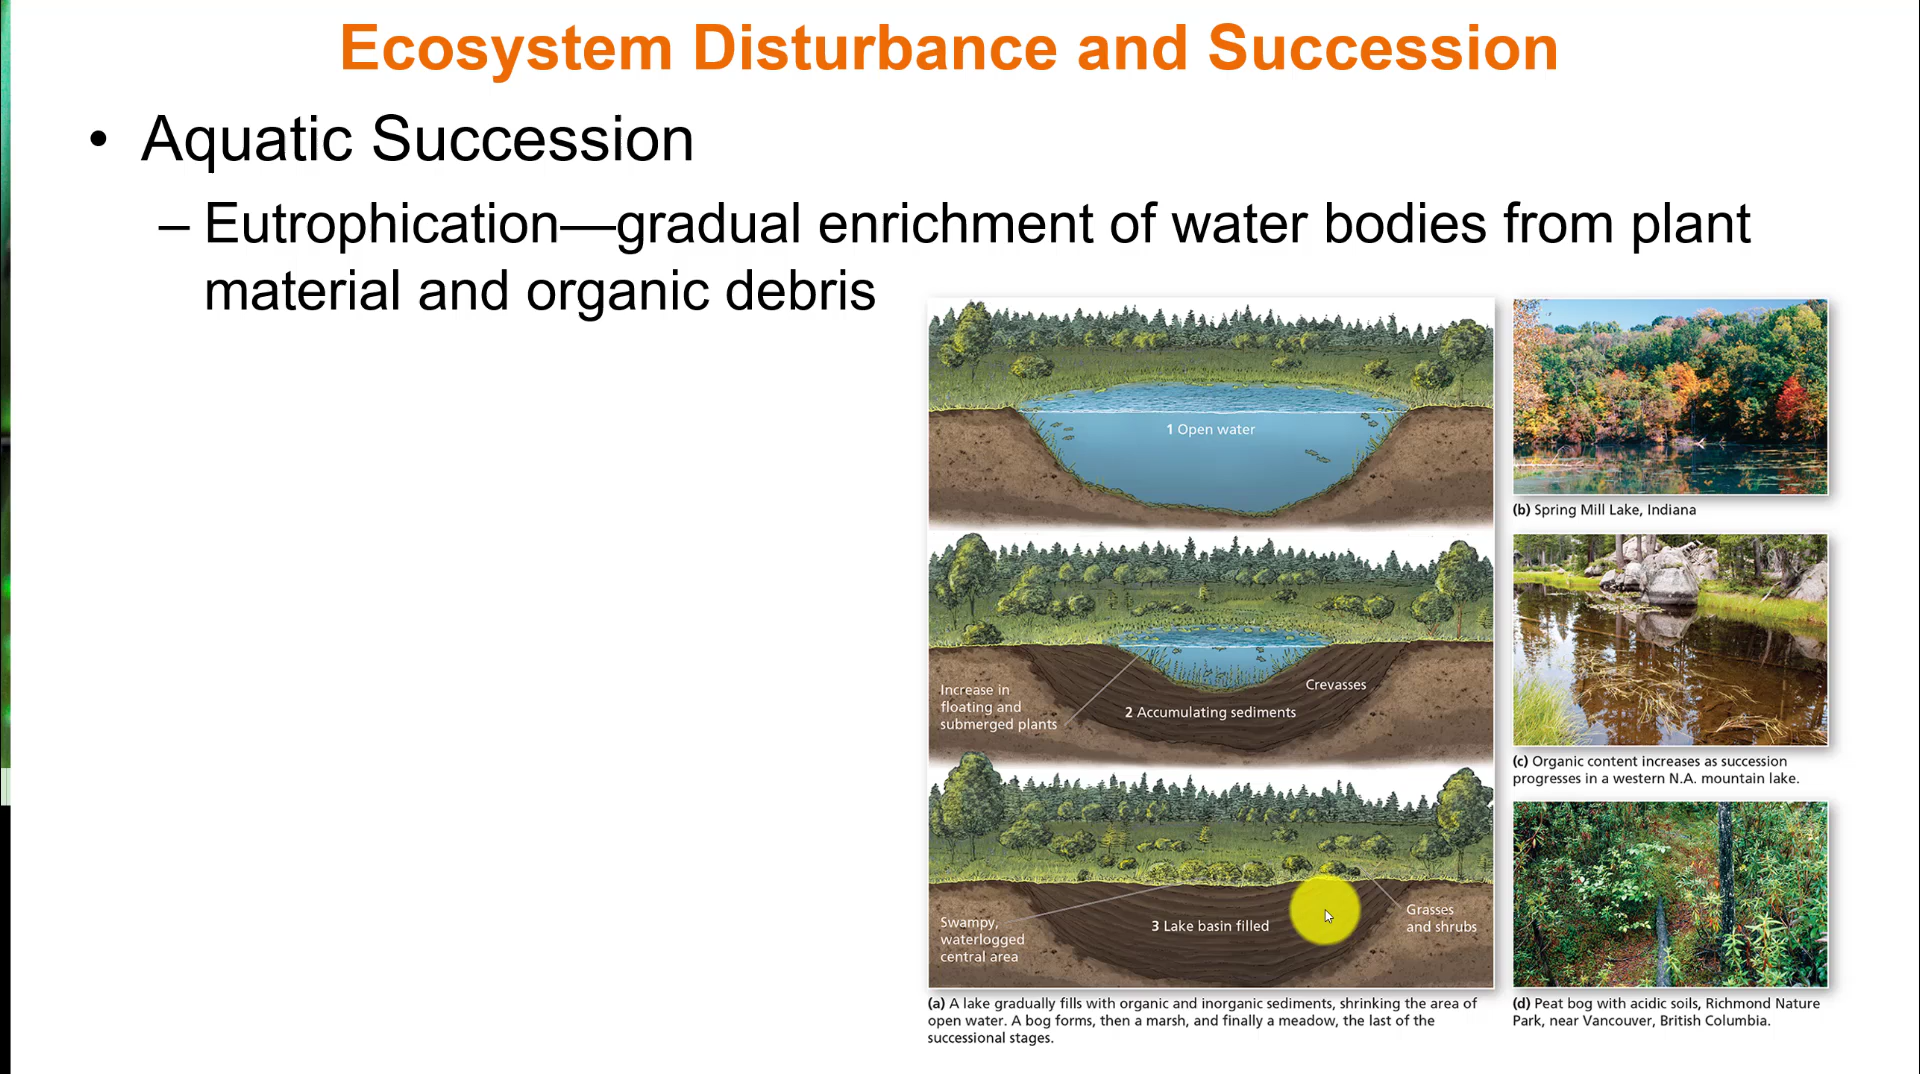 Ecosystem Disturbance and Succession
• Aquatic Succession
– Eutrophication—gradual enrichment of water bodies from plant
material and organic debris
1 Open water
Increase in
floating and
submerged plants
Crevasses
2 Accumulating sediments
Swampy,
waterlogged
central area
3 Lake basin filled
Grasses
and shrubs
(a) A lake gradually fills with organic and inorganic sediments, shrinking the area of
open water. A bog forms, then a marsh, and finally a meadow, the last of the
successional stages.
(b) Spring Mill Lake, Indiana
(c) Organic content increases as succession
progresses in a western N.A. mountain lake.
(d) Peat bog with acidic soils, Richmond Nature
Park, near Vancouver, British Columbia.